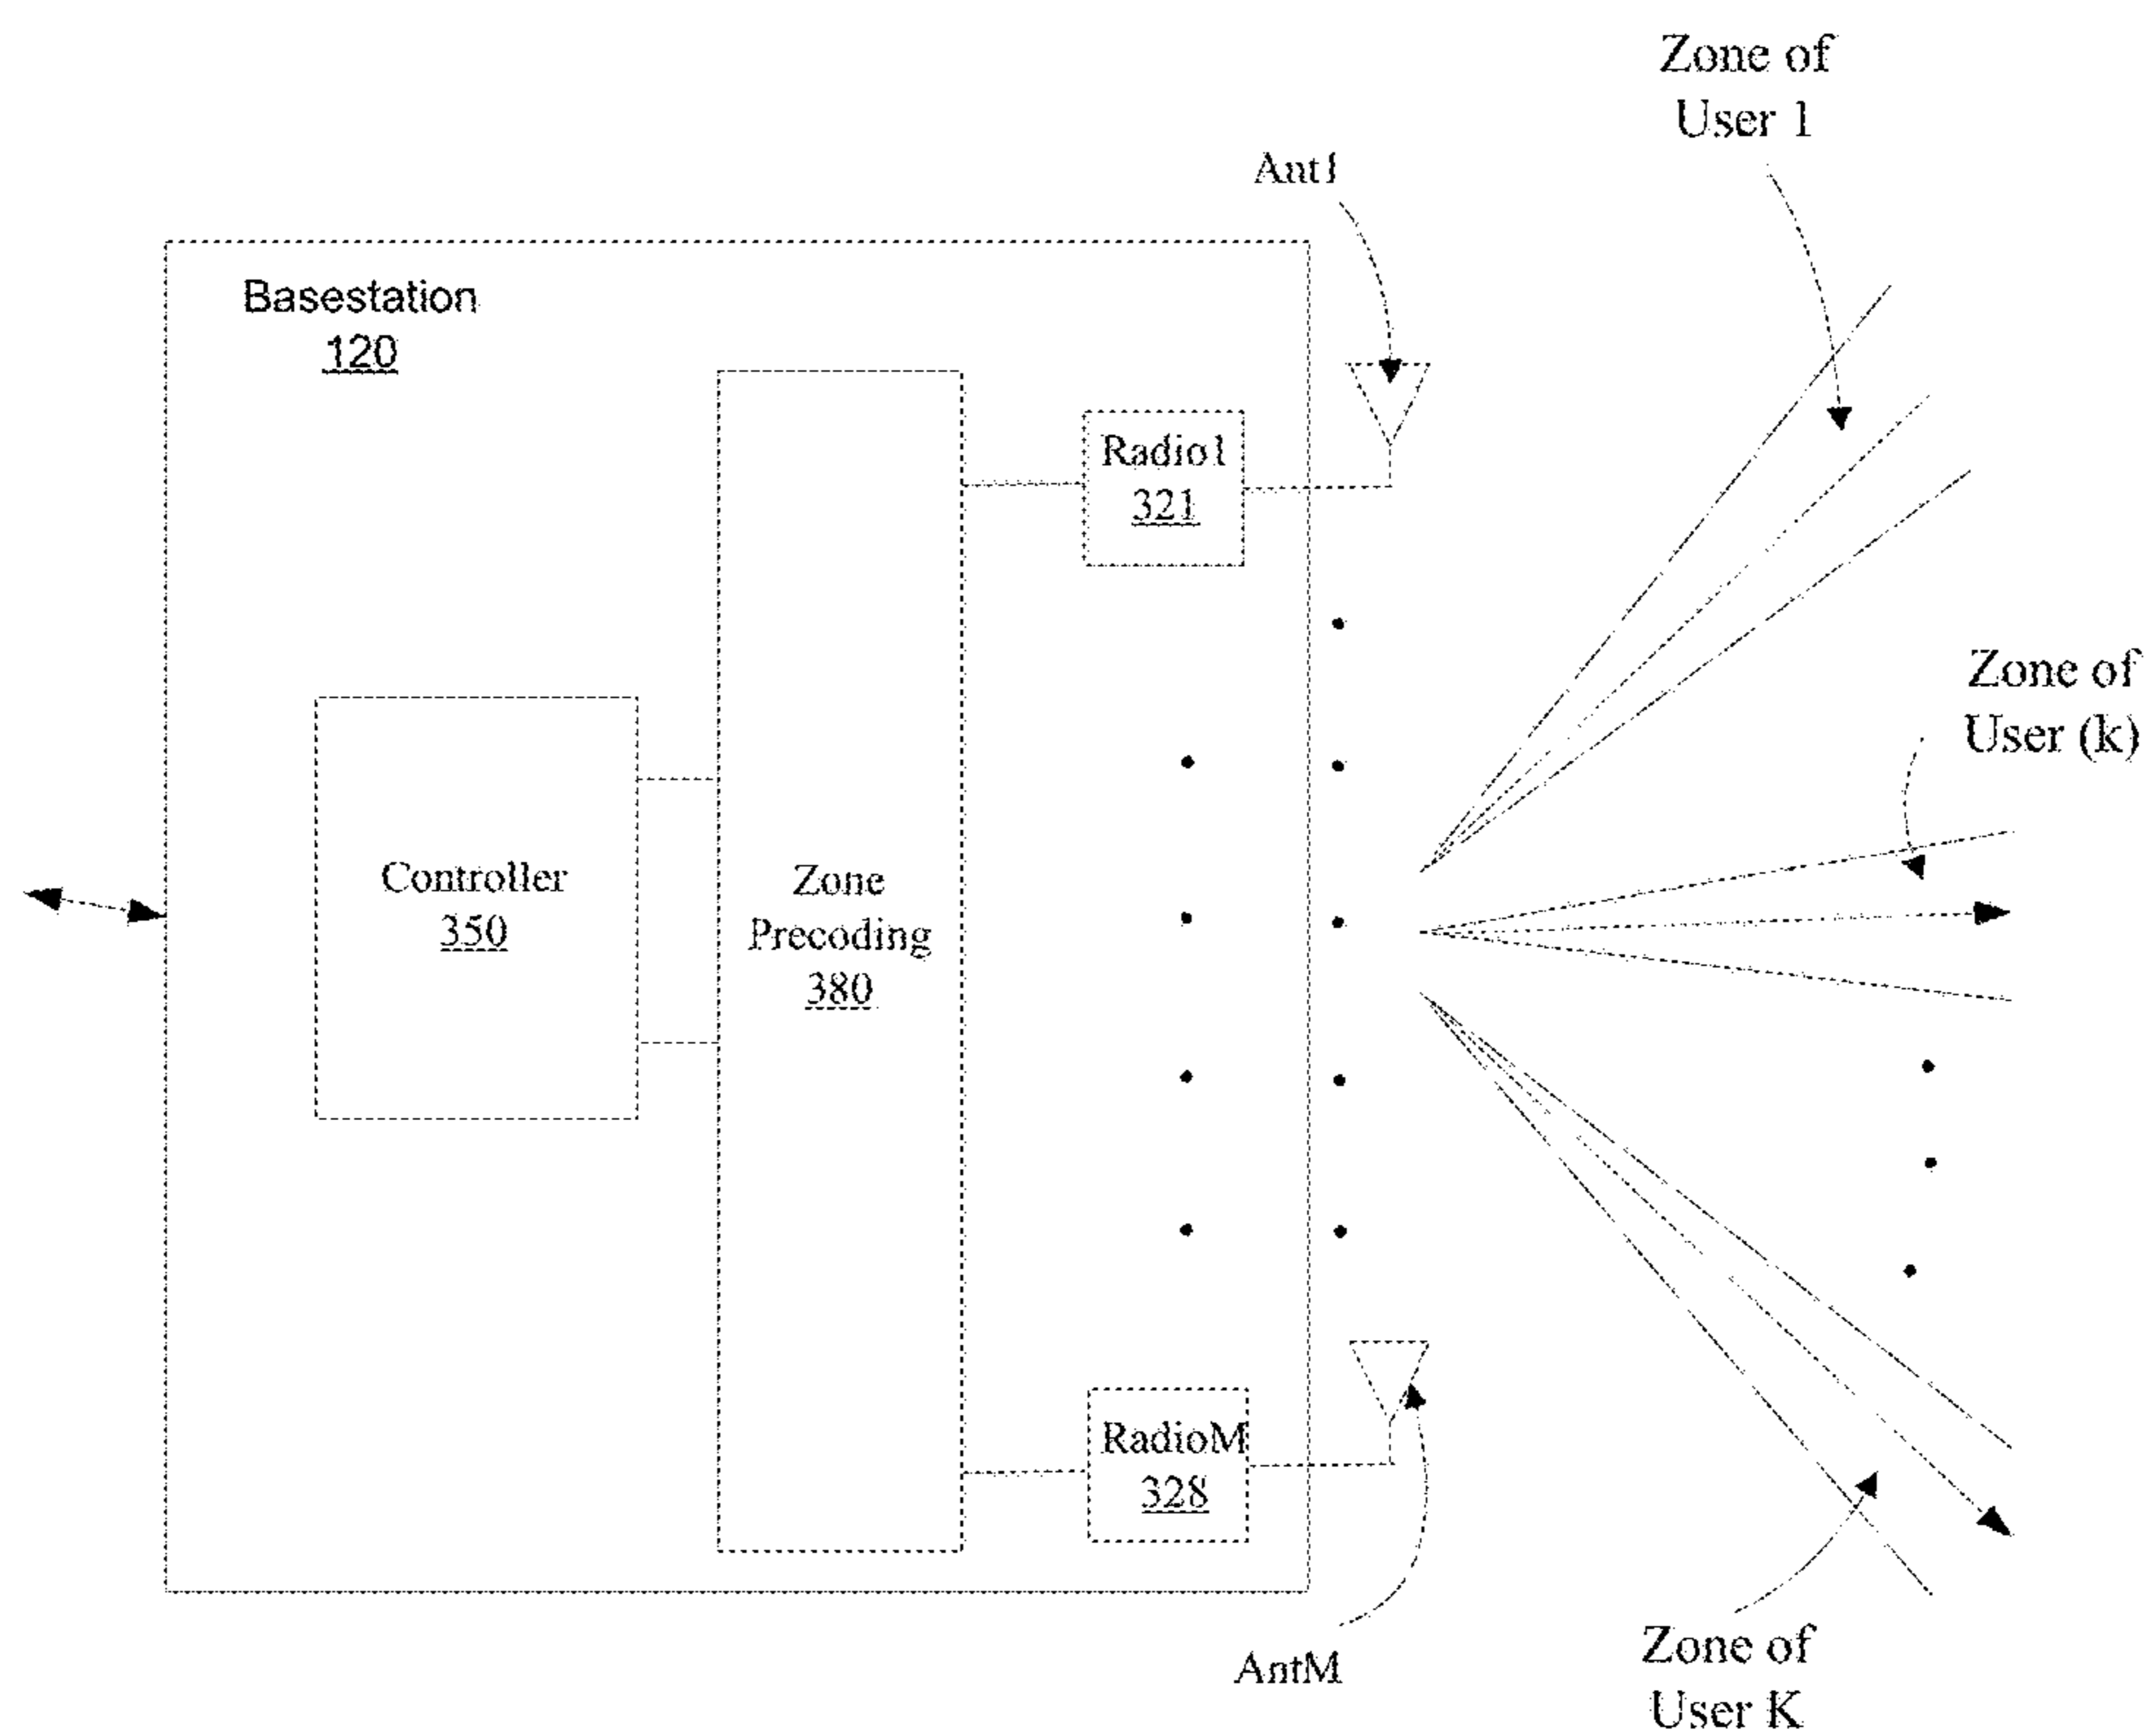 Zone of
User 1
Ant1
Basestation
120
Radio1
321
Zone of
User (k)
Controller
350
Zone
Precoding
380
RadioM
328
AntM
Zone of
User K